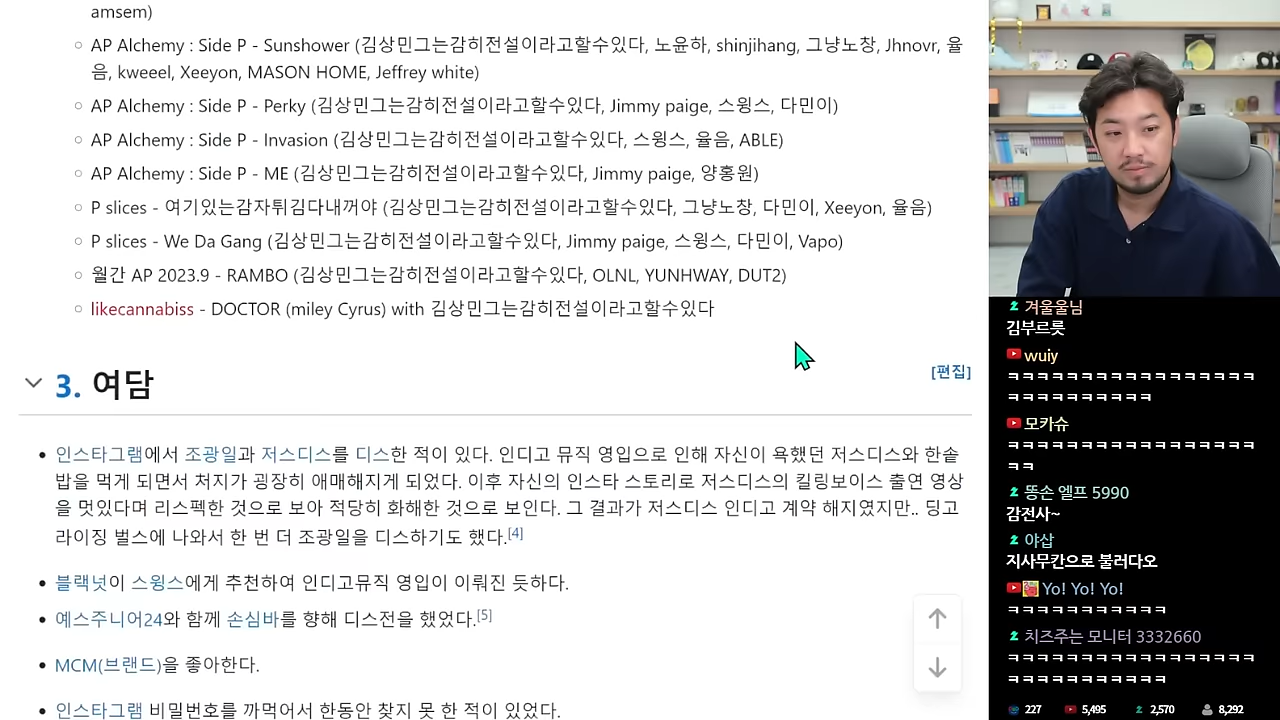 amsem)
○ AP Alchemy : Side P - Sunshower (김상민그는감히전설이라고할수있다, 노윤하, shinjihang, 그냥노창, Jhnovr, 율
음, kweeel, Xeeyon, MASON HOME, Jeffrey white)
○ AP Alchemy : Side P - Perky (김상민그는감히전설이라고할수있다, Jimmy paige, 스윙스, 다민이)
○ AP Alchemy : Side P - Invasion (김상민그는감히전설이라고할수있다, 스윙스, 율음, ABLE)
○ AP Alchemy : Side P - ME (김상민그는감히전설이라고할수있다, Jimmy paige, 양홍원)
○ P slices - 여기있는감자튀김다내꺼야 (김상민그는감히전설이라고할수있다, 그냥노창, 다민이, Xeeyon, 율음)
○ P slices - We Da Gang (김상민그는감히전설이라고할수있다, Jimmy paige, 스윙스, 다민이, Vapo)
○ 월간 AP 2023.9 - RAMBO (김상민그는감히전설이라고할수있다, OLNL, YUNHWAY, DUT2)
○ likecannabiss - DOCTOR (miley Cyrus) with 김상민그는감히전설이라고할수있다
3. 여담
[편집]
• 인스타그램에서 조광일과 저스디스를 디스한 적이 있다. 인디고 뮤직 영입으로 인해 자신이 욕했던 저스디스와 한솥
밥을 먹게 되면서 처지가 굉장히 애매해지게 되었다. 이후 자신의 인스타 스토리로 저스디스의 킬링보이스 출연 영상
을 멋있다며 리스펙한 것으로 보아 적당히 화해한 것으로 보인다. 그 결과가 저스디스 인디고 계약 해지였지만.. 딩고
라이징 벌스에 나와서 한 번 더 조광일을 디스하기도 했다.[4]
• 블랙넛이 스윙스에게 추천하여 인디고뮤직 영입이 이뤄진 듯하다.
• 예스주니어24와 함께 손심바를 향해 디스전을 했었다.[5]
• MCM(브랜드)을 좋아한다.
• 인스타그램 비밀번호를 까먹어서 한동안 찾지 못 한 적이 있었다.
겨울울님
김부르릇
wuiy
ㅋㅋㅋㅋㅋㅋㅋㅋㅋㅋㅋㅋㅋㅋㅋㅋㅋ
ㅋㅋㅋㅋㅋㅋㅋㅋㅋㅋ
모카슈
ㅋㅋㅋㅋㅋㅋㅋㅋㅋㅋㅋㅋㅋㅋㅋㅋㅋ
ㅋㅋ
똥손 엘프 5990
감전사~
야삽
지사무칸으로 불러다오
Yo! Yo! Yo!
ㅋㅋㅋㅋㅋㅋㅋㅋㅋㅋㅋ
치즈주는 모니터 3332660
ㅋㅋㅋㅋㅋㅋㅋㅋㅋㅋㅋㅋㅋㅋㅋㅋㅋ
ㅋㅋㅋㅋㅋㅋㅋㅋㅋㅋㅋ
227 5,495 2,570 8,292